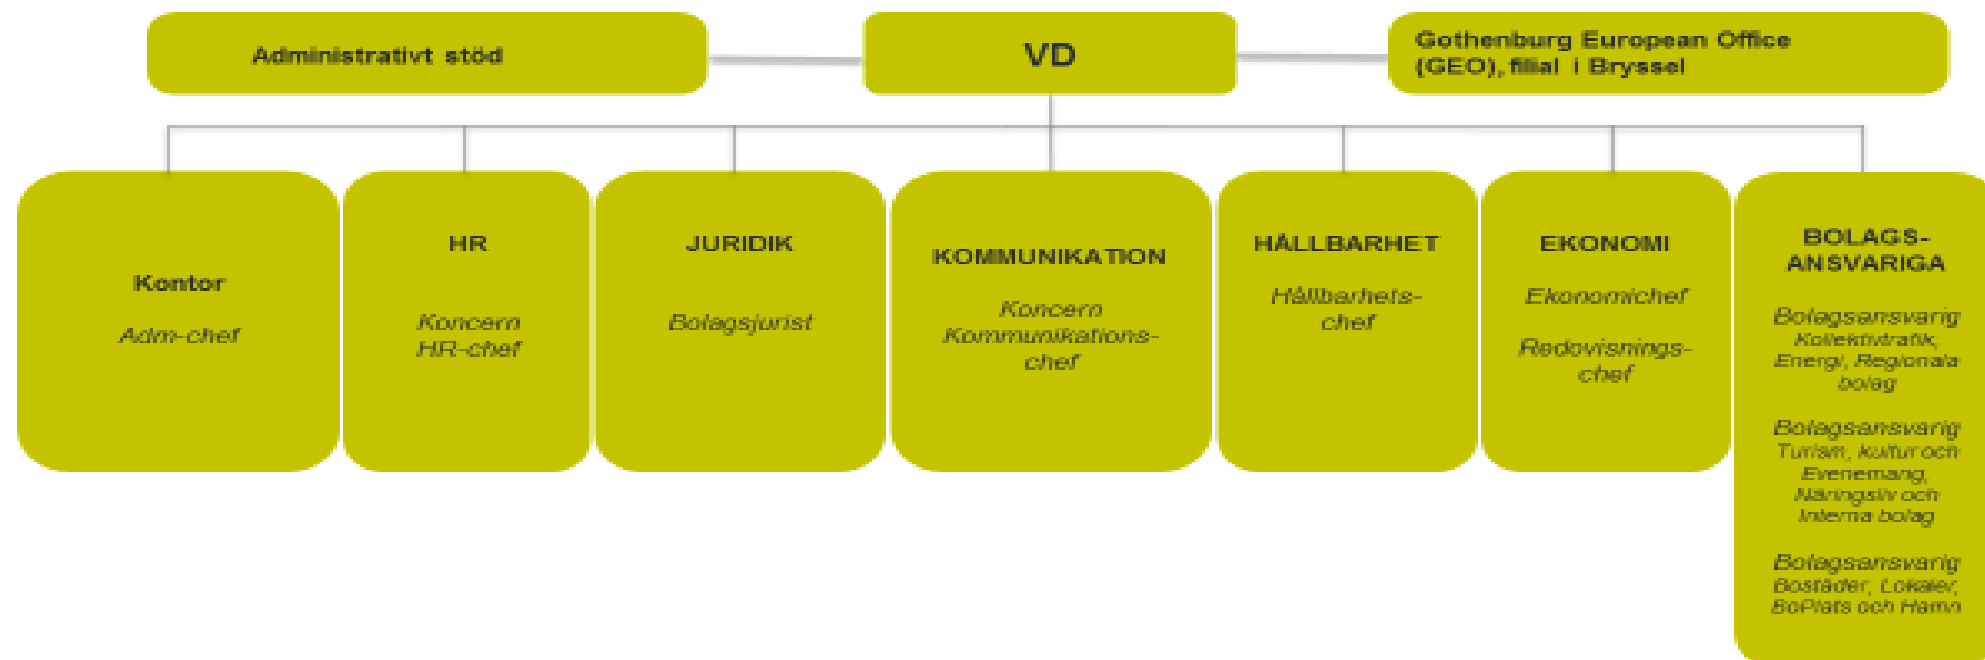 Administrativt stöd
VD
Gothenburg European Office
(GEO), filial i Bryssel
Kontor
Adm-chef
HR
Koncern
HR-chef
JURIDIK
Bolagsjurist
KOMMUNIKATION
Koncern
Kommunikations-
chef
HÅLLBARHET
Hållbarhets-
chef
EKONOMI
Ekonomichef
Redovisnings-
chef
BOLAGS-
ANSVARIGA
Bolagsansvarig
Kollektivtrafik,
Energi, Regionala
bolag
Bolagsansvarig
Turism, kultur och
Evenemang,
Näringsliv och
Interna bolag
Bolagsansvarig
Bostäder, Lokaler,
BoPlats och Hamn